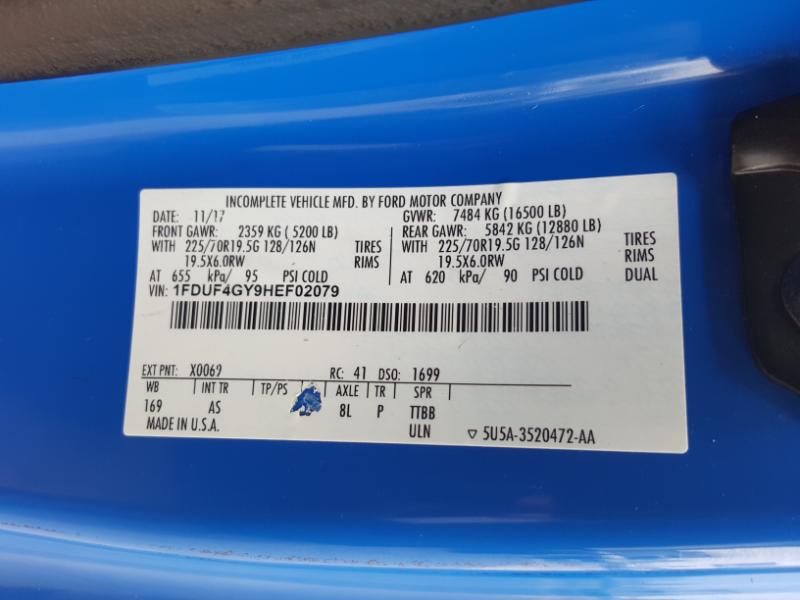 INCOMPLETE VEHICLE MFD. BY FORD MOTOR COMPANY
DATE: 11/17 GVWR: 7484 KG (16500 LB)
FRONT GAWR: 2359 KG ( 5200 LB) REAR GAWR: 5842 KG (12880 LB)
WITH 225/70R19.5G 128/126N TIRES WITH 225/70R19.5G 128/126N TIRES
19.5X6.0RW RIMS 19.5X6.0RW RIMS
AT 655 kPa/ 95 PSI COLD AT 620 kPa/ 90 PSI COLD DUAL
VIN: 1FDUF4GY9HEF02079
EXT PNT: X0069 RC: 41 DSO: 1699
WB INT TR TP/PS AXLE TR SPR
169 AS 8L P TTBB
MADE IN U.S.A. ULN ▽ 5U5A-3520472-AA